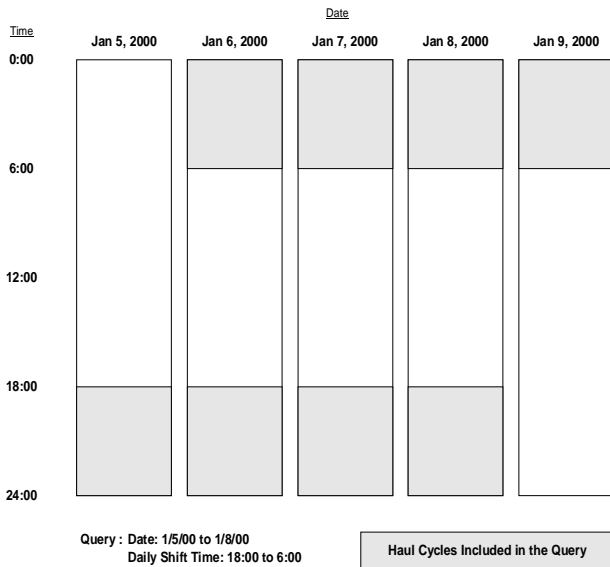 Date
Time
Jan 5, 2000 Jan 6, 2000 Jan 7, 2000 Jan 8, 2000 Jan 9, 2000
0:00
6:00
12:00
18:00
24:00
Query : Date: 1/5/00 to 1/8/00
Daily Shift Time: 18:00 to 6:00
Haul Cycles Included in the Query